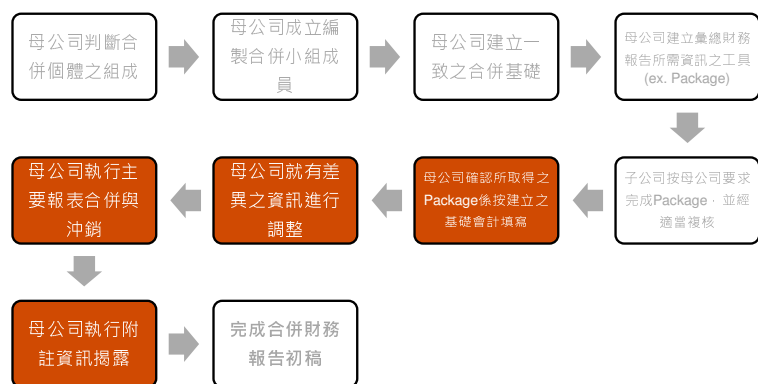 母公司判斷合
併個體之組成
母公司成立編
製合併小組成
員
母公司建立一
致之合併基礎
母公司建立彙總財務
報告所需資訊之工具
(ex. Package)
子公司按母公司要求
完成Package，並經
適當複核
母公司確認所取得之
Package係按建立之
基礎會計填寫
母公司就有差
異之資訊進行
調整
母公司執行主
要報表合併與
沖銷
母公司執行附
註資訊揭露
完成合併財務
報告初稿